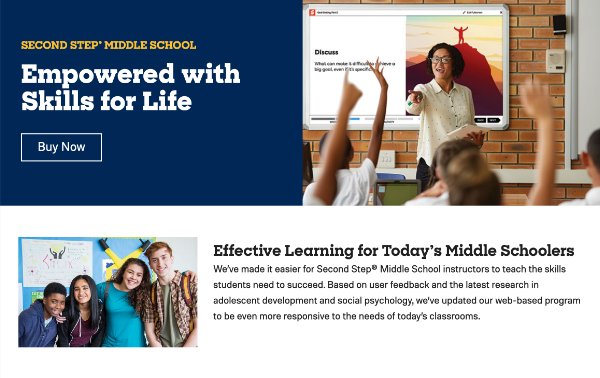 SECOND STEP® MIDDLE SCHOOL
Empowered with
Skills for Life
Buy Now
Discuss
What can make it difficult to achieve a
big goal, even if it's specific?
Effective Learning for Today's Middle Schoolers
We've made it easier for Second Step® Middle School instructors to teach the skills
students need to succeed. Based on user feedback and the latest research in
adolescent development and social psychology, we've updated our web-based program
to be even more responsive to the needs of today's classrooms.